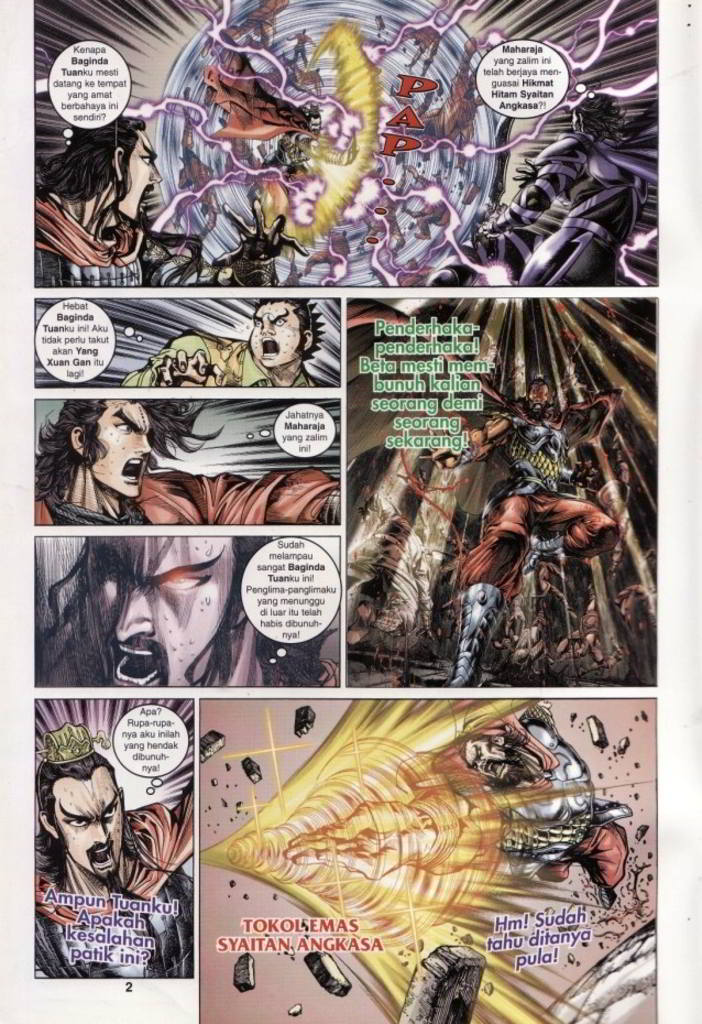 Kenapa
Baginda
Tuanku mesti
datang ke tempat
yang amat
berbahaya ini
sendiri?
PAP...
Maharaja
yang zalim ini
telah berjaya me-
nguasai Hikmat
Hitam Syaitan
Angkasa?!
Hebat
Baginda
Tuanku ini! Aku
tidak perlu takut
akan Yang
Xuan Gan itu
lagi!
Jahatnya
Maharaja
yang zalim
ini!
Sudah
melampau
sangat Baginda
Tuanku ini!
Penglima-panglimaku
yang menunggu
di luar itu telah
habis dibunuh-
nya!
Penderhaka-
penderhaka!
Beta mesti mem-
bunuh kalian
seorang demi
seorang
sekarang!
Apa?
Rupa-rupa-
nya aku inilah
yang hendak
dibunuh-
nya!
Ampun Tuanku!
Apakah
kesalahan
patik ini?
TOKOL EMAS
SYAITAN ANGKASA
Hm! Sudah
tahu ditanya
pula!
2